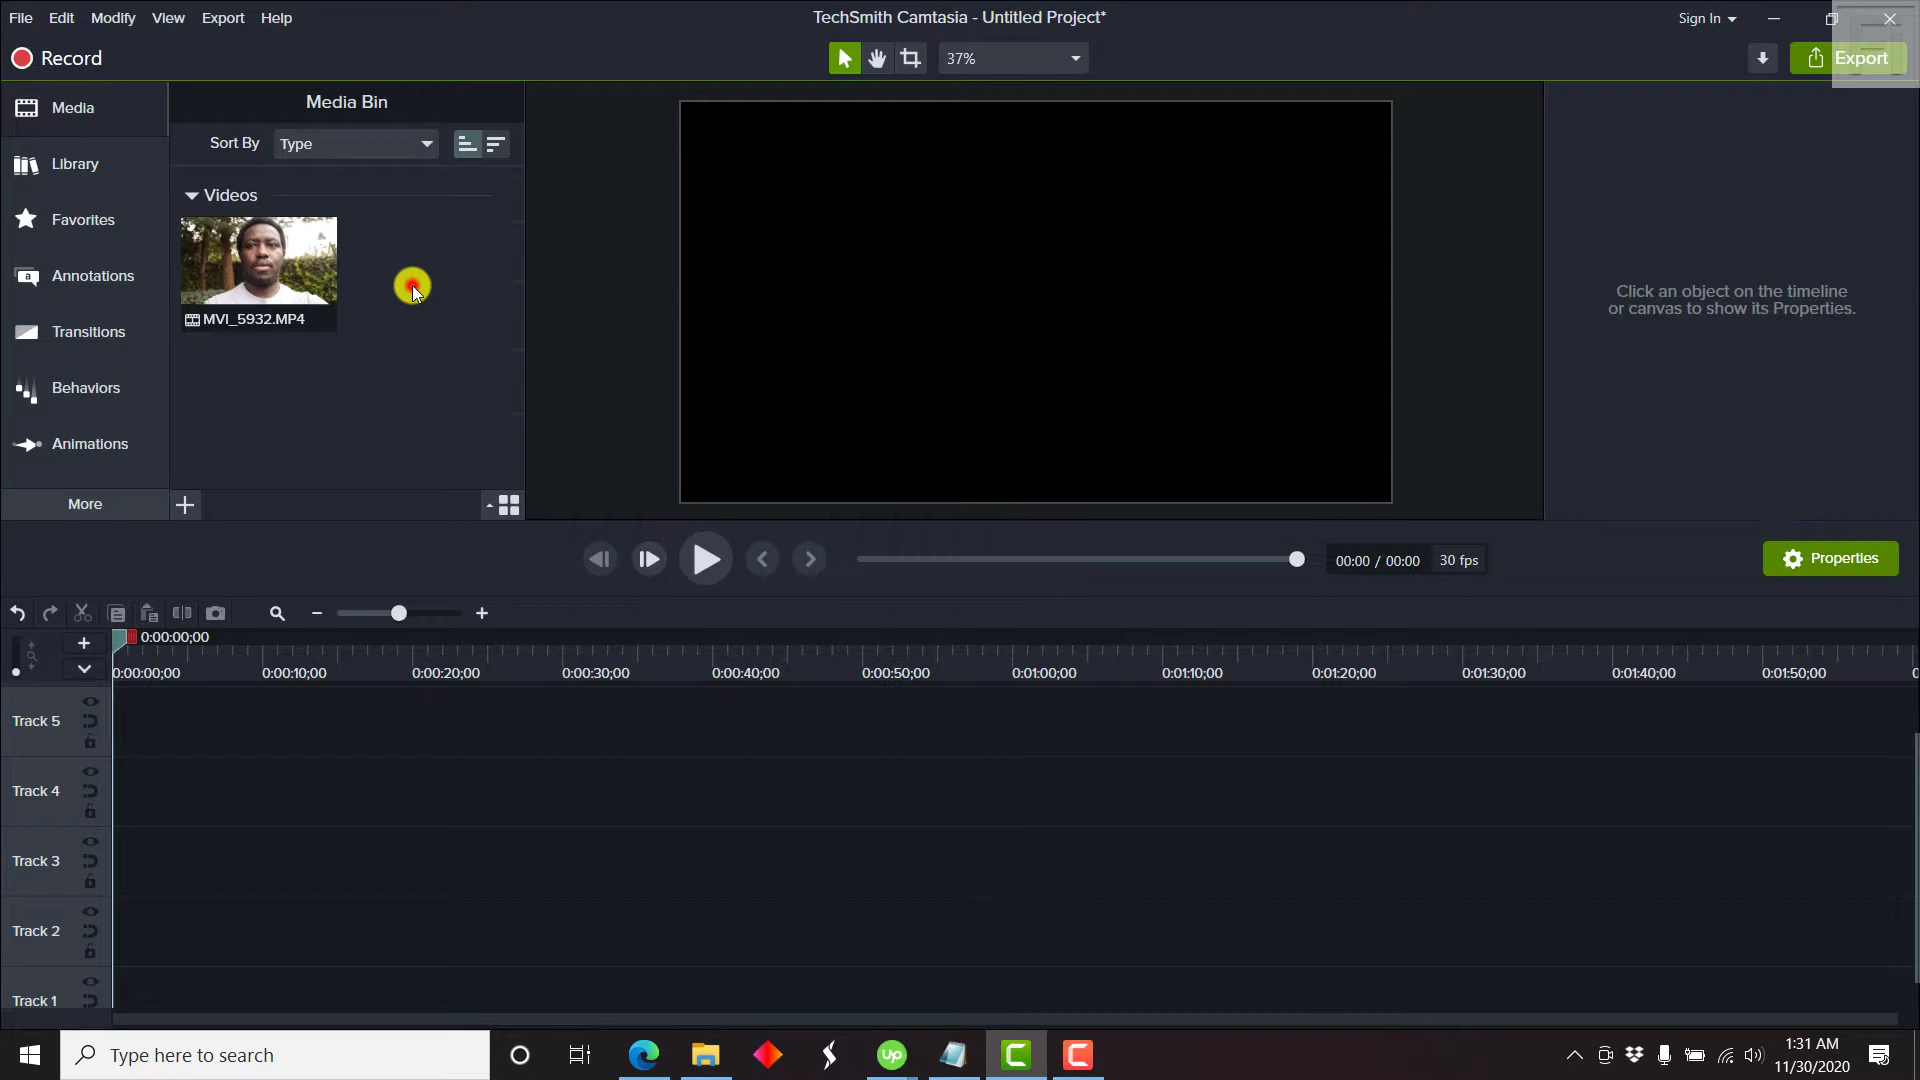 File Edit Modify View Export Help
TechSmith Camtasia - Untitled Project*
Sign In
Record
37%
Export
Media
Media Bin
Sort By Type
Library
Videos
Favorites
Annotations
MVI_5932.MP4
Transitions
Behaviors
Animations
More
Click an object on the timeline
or canvas to show its Properties.
00:00 / 00:00 30 fps
Properties
0:00:00;00
0:00:00;00 0:00:10;00 0:00:20;00 0:00:30;00 0:00:40;00 0:00:50;00 0:01:00;00 0:01:10;00 0:01:20;00 0:01:30;00 0:01:40;00 0:01:50;00
Track 5
Track 4
Track 3
Track 2
Track 1
Type here to search
Up
1:31 AM
11/30/2020